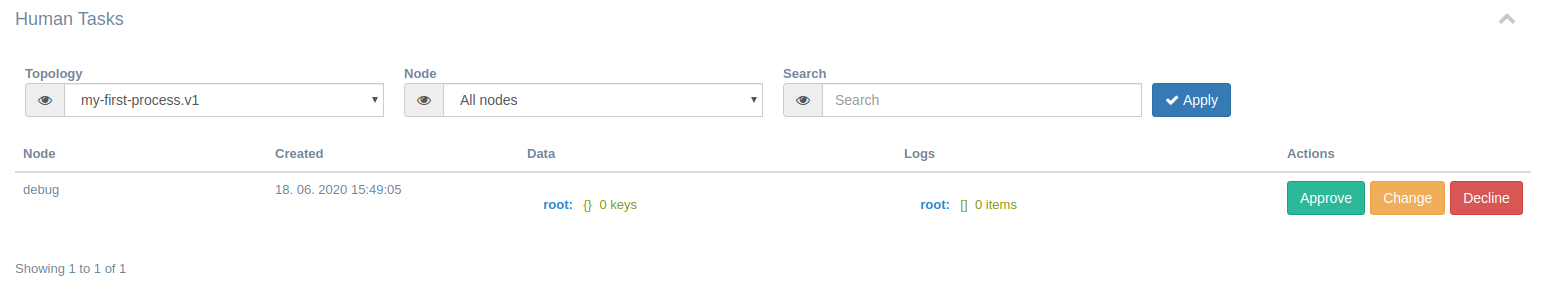 Human Tasks
Topology Node Search
my-first-process.v1 All nodes Search Apply
Node Created Data Logs Actions
debug 18. 06. 2020 15:49:05 root: {} 0 keys root: [] 0 items Approve Change Decline
Showing 1 to 1 of 1